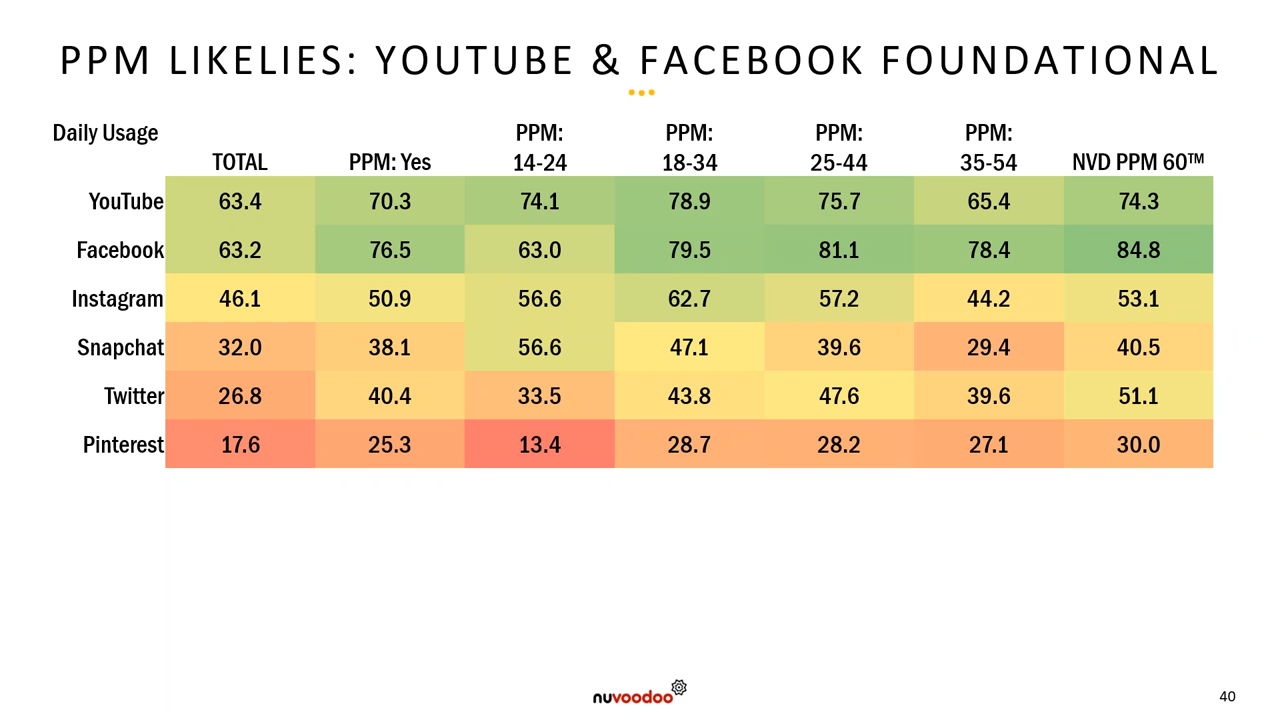 PPM LIKELIES: YOUTUBE & FACEBOOK FOUNDATIONAL
Daily Usage PPM: PPM: PPM: PPM:
TOTAL PPM: Yes 14-24 18-34 25-44 35-54 NVD PPM 60™
YouTube 63.4 70.3 74.1 78.9 75.7 65.4 74.3
Facebook 63.2 76.5 63.0 79.5 81.1 78.4 84.8
Instagram 46.1 50.9 56.6 62.7 57.2 44.2 53.1
Snapchat 32.0 38.1 56.6 47.1 39.6 29.4 40.5
Twitter 26.8 40.4 33.5 43.8 47.6 39.6 51.1
Pinterest 17.6 25.3 13.4 28.7 28.2 27.1 30.0
nuvoodoo
40